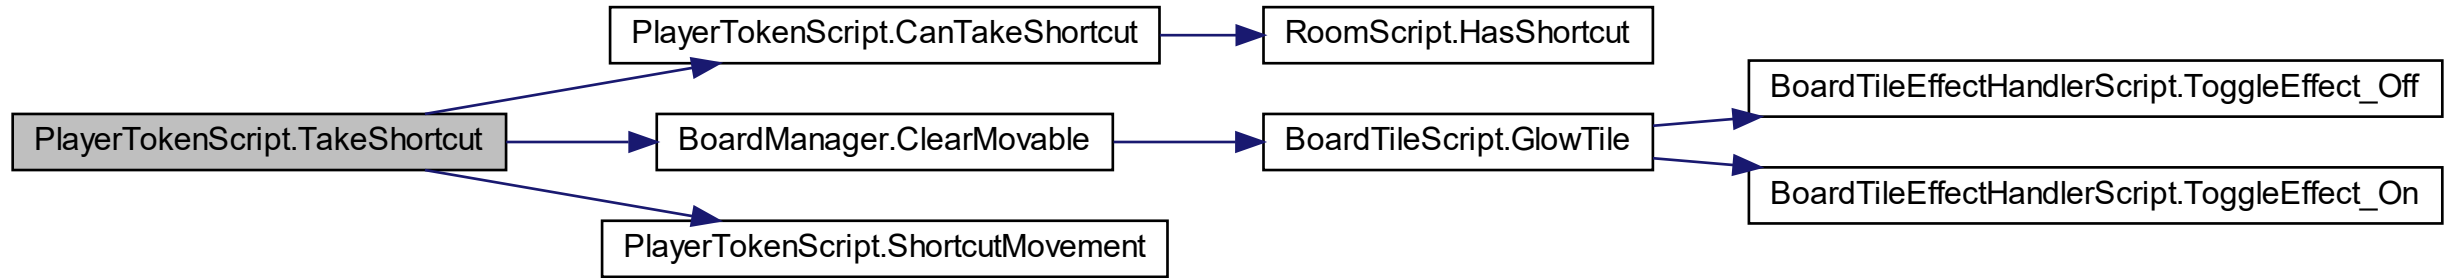 PlayerTokenScript.TakeShortcut
PlayerTokenScript.CanTakeShortcut
RoomScript.HasShortcut
BoardManager.ClearMovable
BoardTileScript.GlowTile
BoardTileEffectHandlerScript.ToggleEffect_Off
BoardTileEffectHandlerScript.ToggleEffect_On
PlayerTokenScript.ShortcutMovement